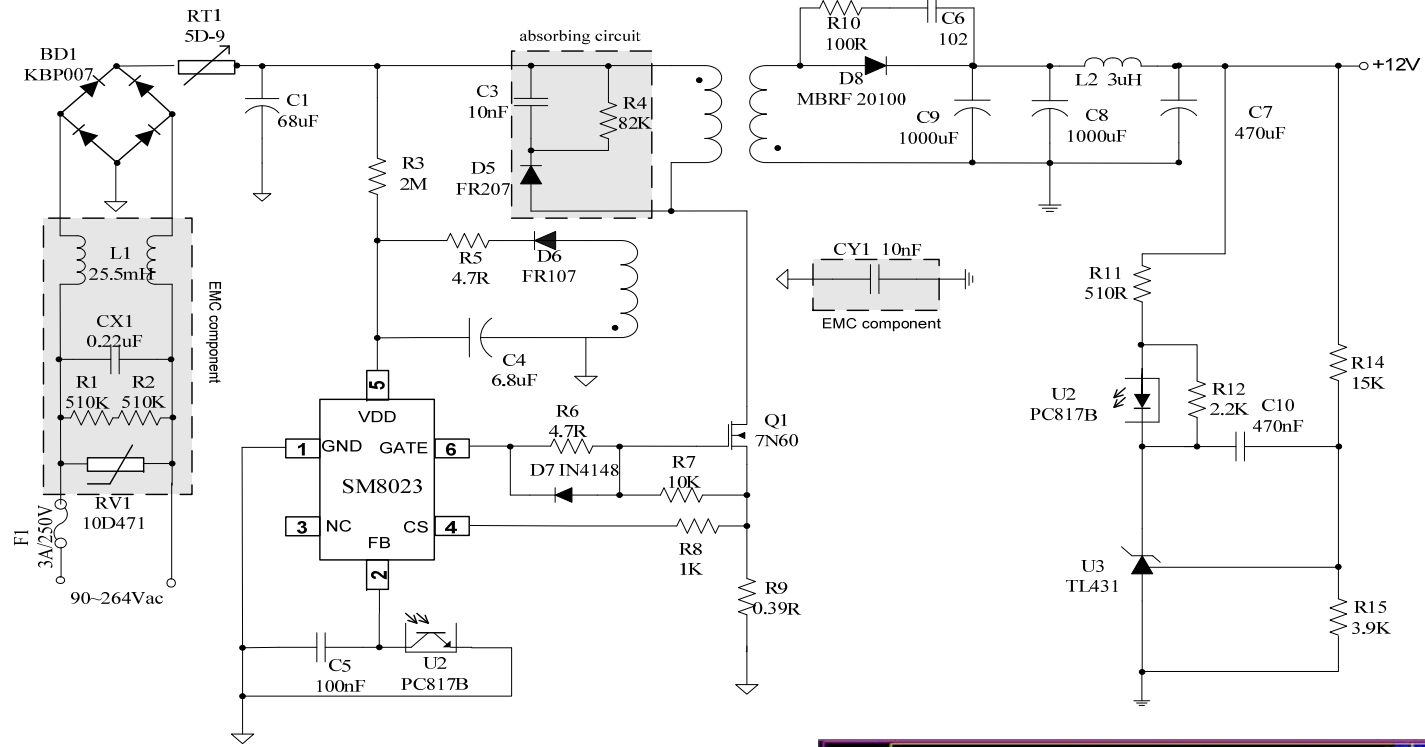 RT1
5D-9
BD1
KBP007
C1
68uF
absorbing circuit
C3
10nF
R4
82K
D5
FR207
R3
2M
R5
4.7R
D6
FR107
C4
6.8uF
R10
100R
C6
102
D8
MBRF 20100
C9
1000uF
C8
1000uF
L2 3uH
C7
470uF
+12V
L1
25.5mH
CX1
0.22uF
R1 R2
510K 510K
RV1
10D471
EMC component
F1
3A/250V
90~264Vac
CY1 10nF
EMC component
5
VDD
1
GND
GATE
6
SM8023
3
NC
CS
4
FB
2
R6
4.7R
D7 IN4148
R7
10K
Q1
7N60
R8
1K
R9
0.39R
C5
100nF
U2
PC817B
R11
510R
U2
PC817B
R12
2.2K
C10
470nF
R14
15K
U3
TL431
R15
3.9K